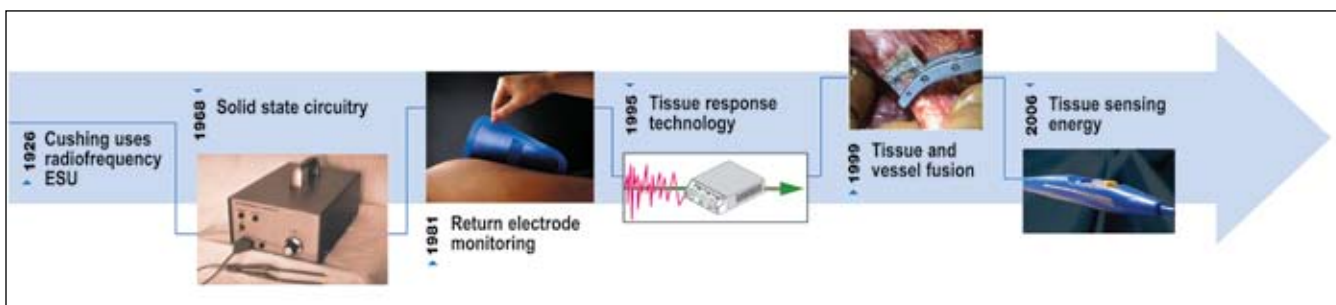 1926
Cushing uses
radiofrequency
ESU
1968
Solid state circuitry
1981
Return electrode
monitoring
1995
Tissue response
technology
1999
Tissue and
vessel fusion
2006
Tissue sensing
energy